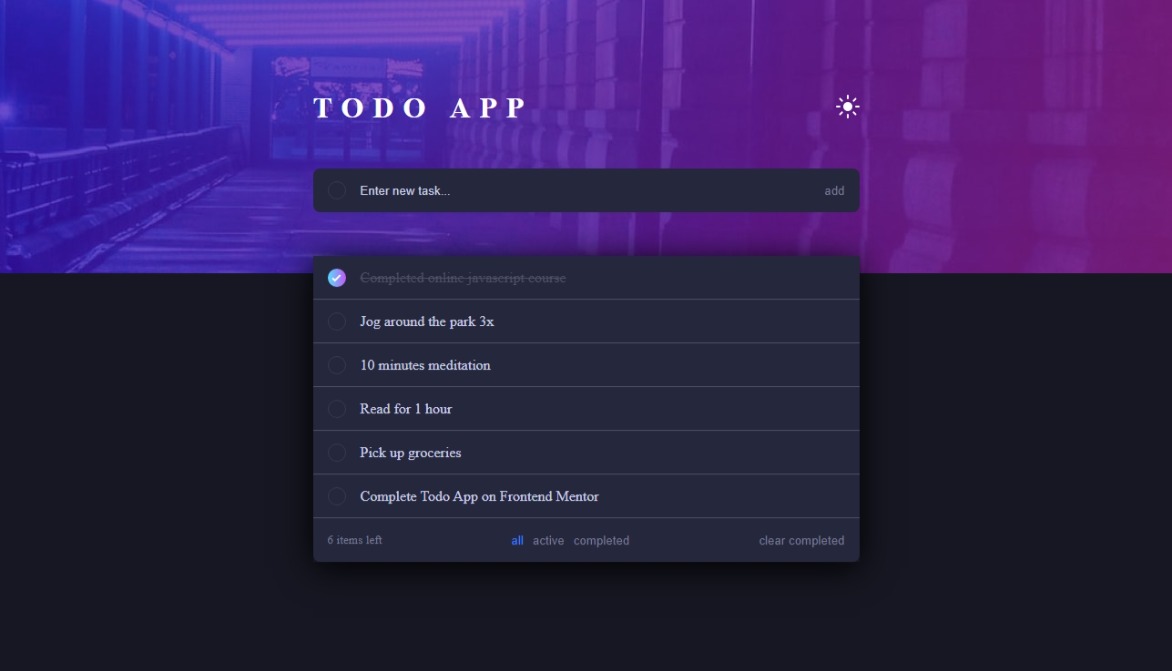 TODO APP
Enter new task...
add
Completed online javascript course
Jog around the park 3x
10 minutes meditation
Read for 1 hour
Pick up groceries
Complete Todo App on Frontend Mentor
6 items left
all active completed
clear completed